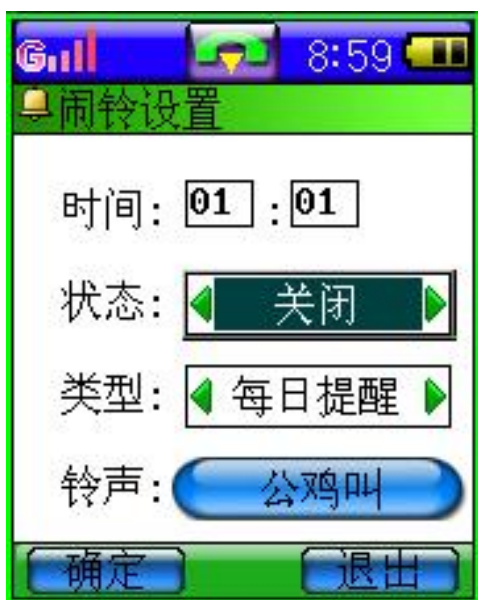 G 8:59
闹铃设置
时间: 01 : 01
状态: 关闭
类型: 每日提醒
铃声: 公鸡叫
确定 退出